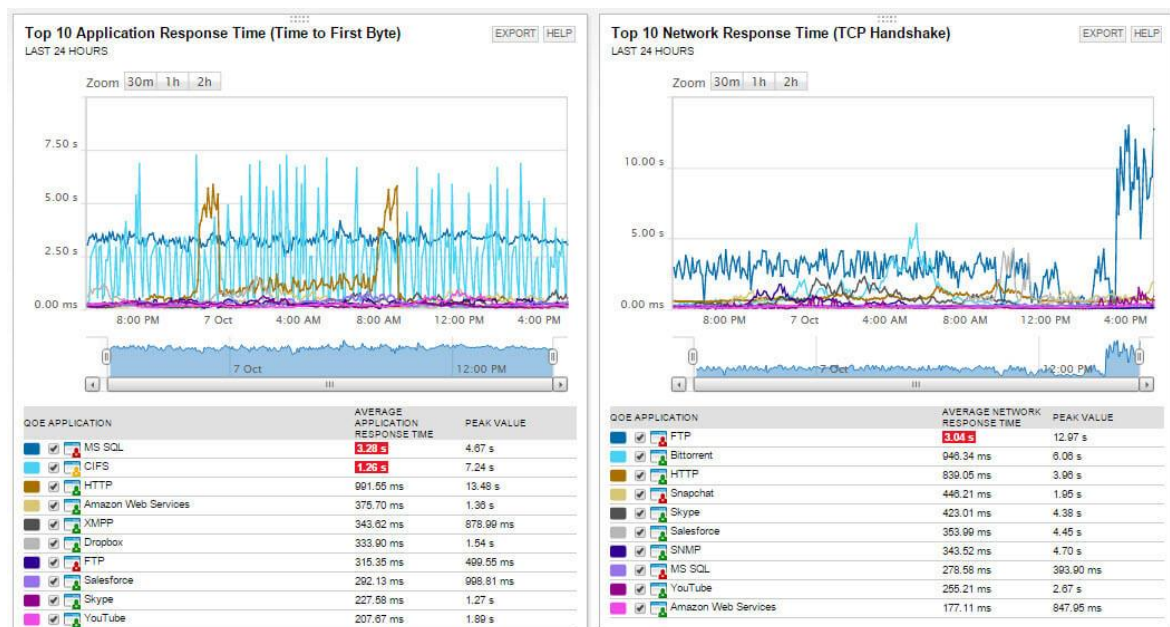 Top 10 Application Response Time (Time to First Byte)
EXPORT HELP
LAST 24 HOURS
Zoom 30m 1h 2h
7.50 s
5.00 s
2.50 s
0.00 ms
8:00 PM 7 Oct 4:00 AM 8:00 AM 12:00 PM 4:00 PM
7 Oct 12:00 PM
QOE APPLICATION AVERAGE APPLICATION RESPONSE TIME PEAK VALUE
MS SQL 3.28 s 4.67 s
CIFS 1.26 s 7.24 s
HTTP 991.55 ms 13.48 s
Amazon Web Services 375.70 ms 1.36 s
XMPP 343.62 ms 878.99 ms
Dropbox 333.90 ms 1.54 s
FTP 315.35 ms 499.55 ms
Salesforce 292.13 ms 998.81 ms
Skype 227.58 ms 1.27 s
YouTube 207.67 ms 1.89 s
Top 10 Network Response Time (TCP Handshake)
EXPORT HELP
LAST 24 HOURS
Zoom 30m 1h 2h
10.00 s
5.00 s
0.00 ms
8:00 PM 7 Oct 4:00 AM 8:00 AM 12:00 PM 4:00 PM
7 Oct 12:00 PM
QOE APPLICATION AVERAGE NETWORK RESPONSE TIME PEAK VALUE
FTP 3.04 s 12.97 s
Bittorrent 946.34 ms 6.06 s
HTTP 839.05 ms 3.96 s
Snapchat 446.21 ms 1.95 s
Skype 423.01 ms 4.38 s
Salesforce 353.99 ms 4.45 s
SNMP 343.52 ms 4.70 s
MS SQL 278.58 ms 393.90 ms
YouTube 255.21 ms 2.67 s
Amazon Web Services 177.11 ms 847.95 ms